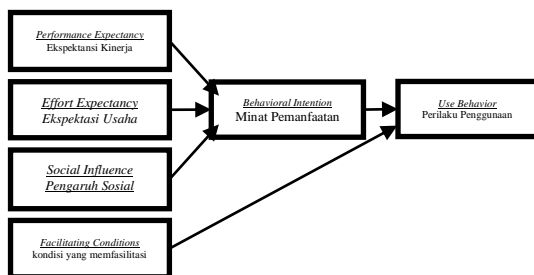 Performance Expectancy
Ekspektansi Kinerja
Effort Expectancy
Ekspektasi Usaha
Social Influence
Pengaruh Sosial
Facilitating Conditions
kondisi yang memfasilitasi
Behavioral Intention
Minat Pemanfaatan
Use Behavior
Perilaku Penggunaan